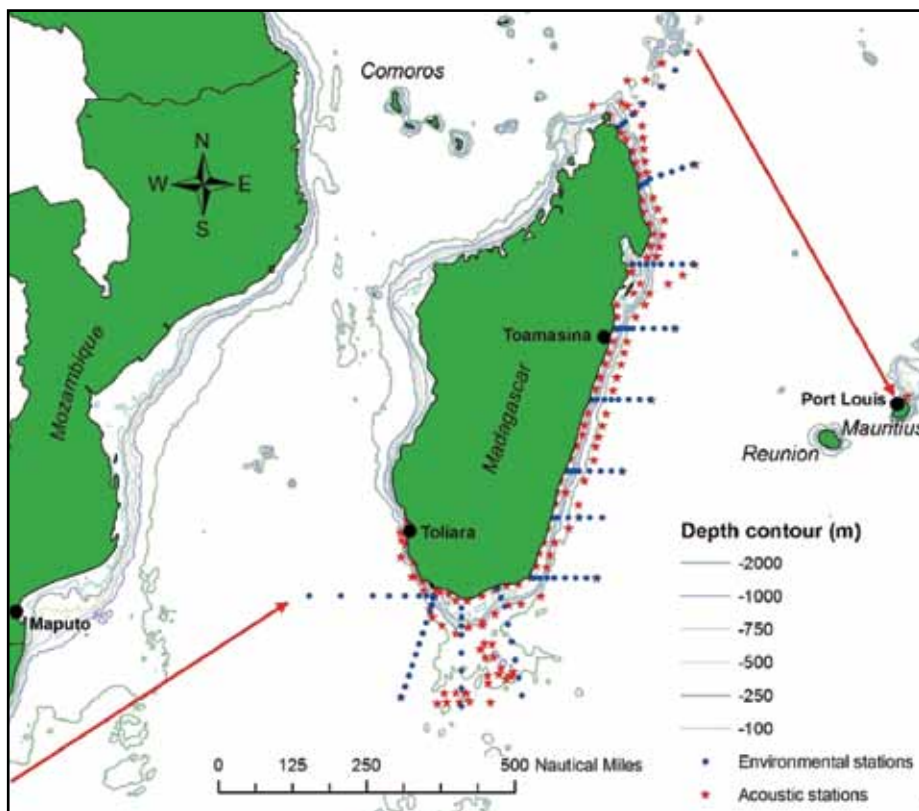 Comoros
N
W E
S
Mozambique
Madagascar
Toamasina
Port Louis
Mauritius
Reunion
Toliara
Maputo
Depth contour (m)
-2000
-1000
-750
-500
-250
-100
Environmental stations
Acoustic stations
0 125 250 500 Nautical Miles